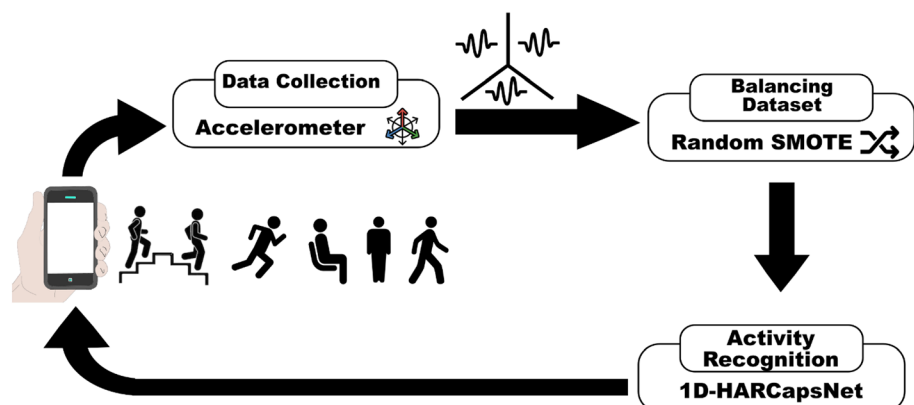 Data Collection
Accelerometer
Balancing
Dataset
Random SMOTE
Activity
Recognition
1D-HARCapsNet